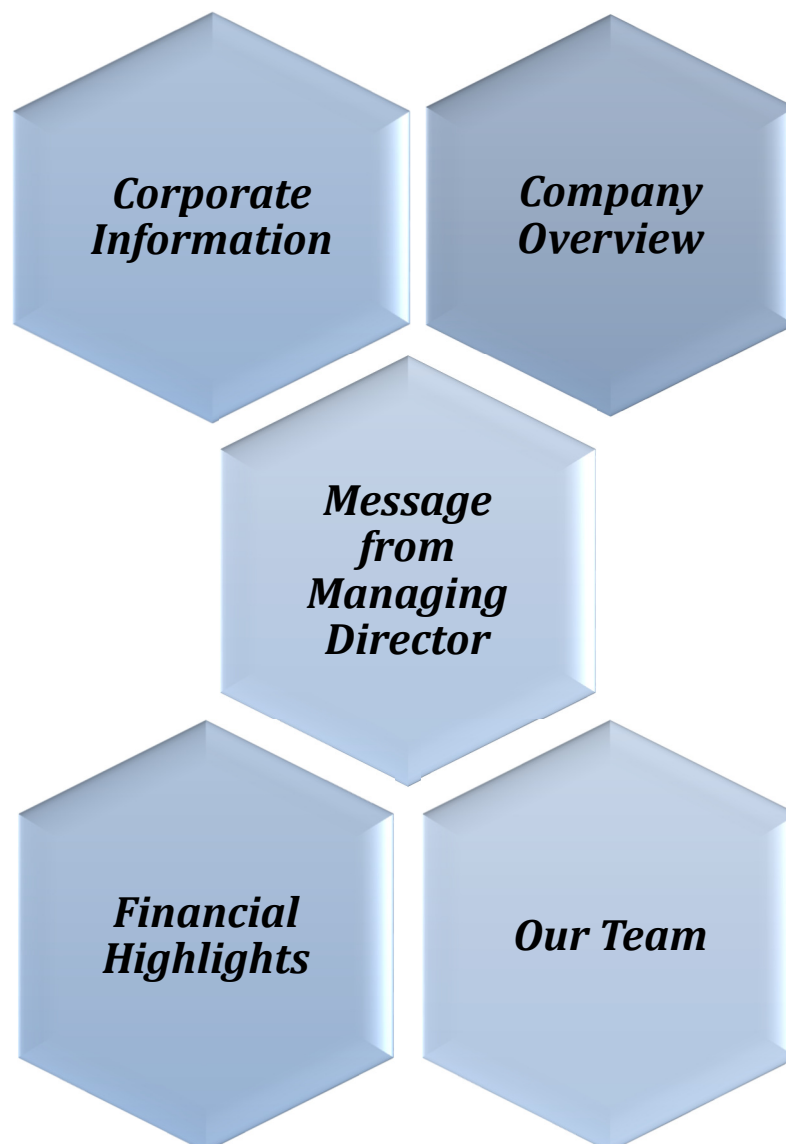 Corporate
Information
Company
Overview
Message
from
Managing
Director
Financial
Highlights
Our Team